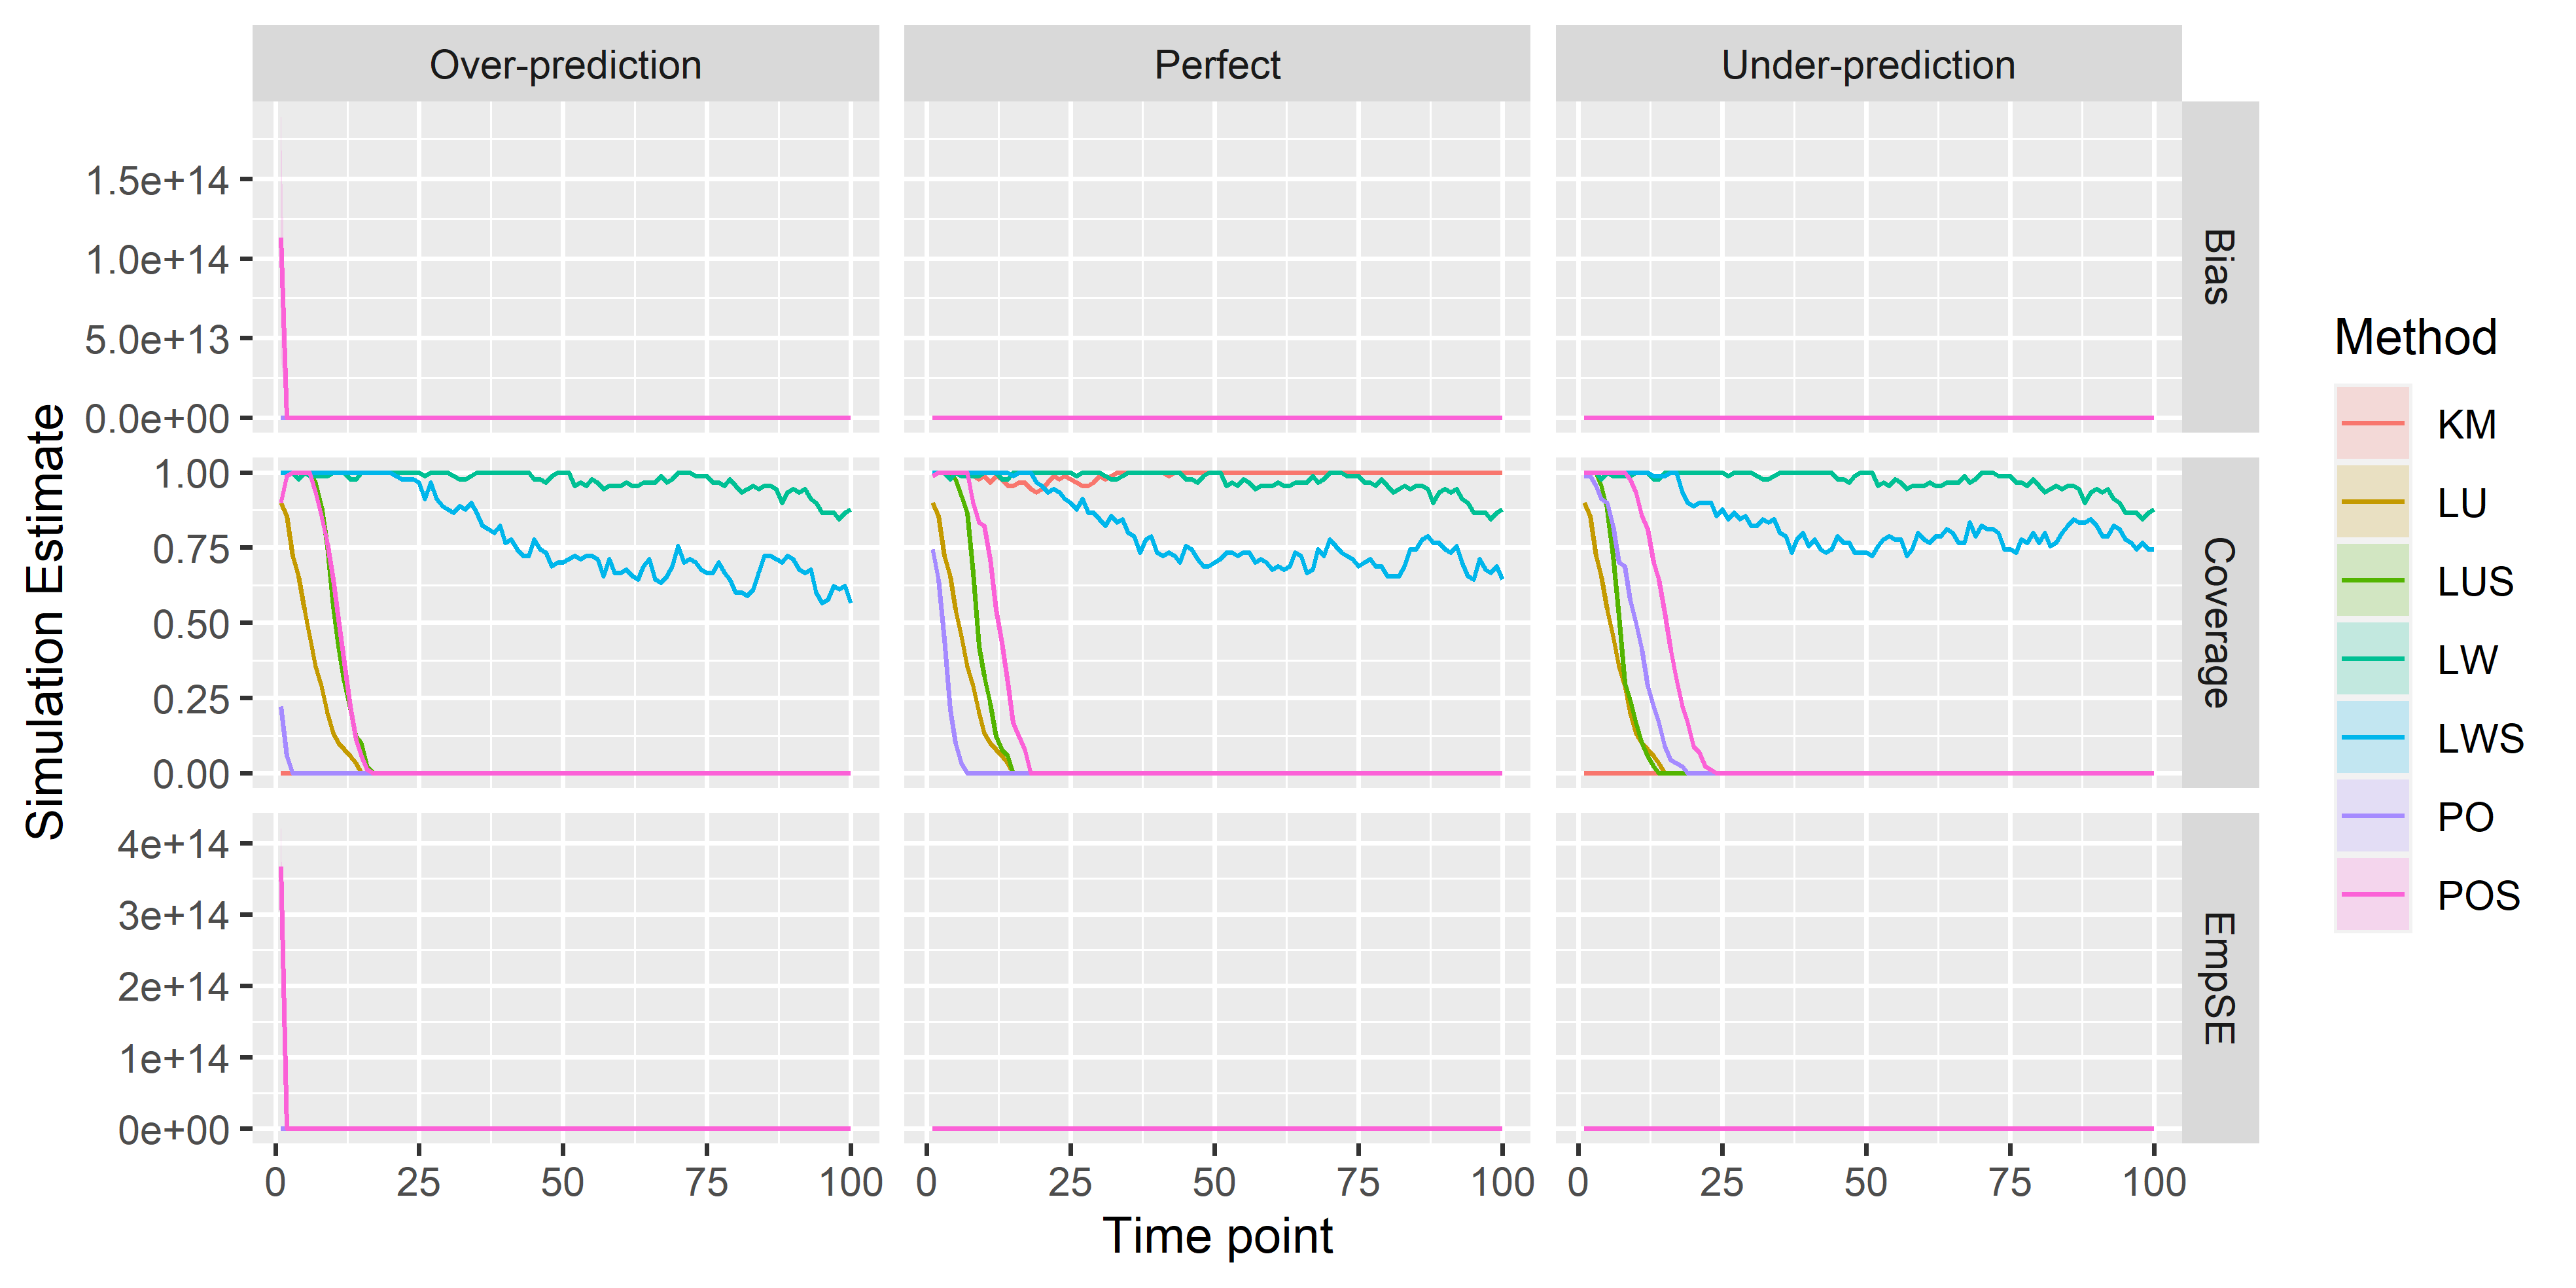 Over-prediction
Perfect
Under-prediction
1.5e+14
1.0e+14
5.0e+13
0.0e+00
Bias
1.00
0.75
0.50
0.25
0.00
Coverage
4e+14
3e+14
2e+14
1e+14
0e+00
EmpSE
0 25 50 75 100
0 25 50 75 100
0 25 50 75 100
Time point
Simulation Estimate
Method
KM
LU
LUS
LW
LWS
PO
POS